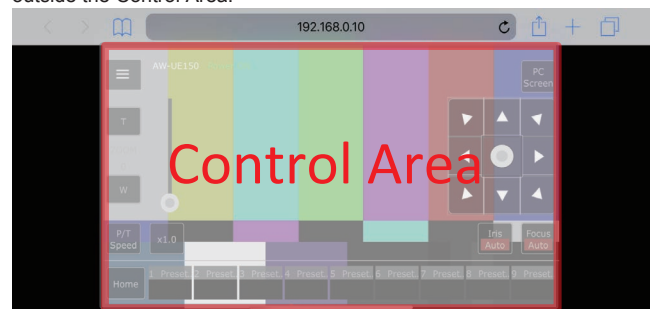 outside the Control Area.
192.168.0.10
AW-UE150
PC
Screen
T
Control Area
W
P/T
Speed
x1.0
Iris
Auto
Focus
Auto
Home
1 Preset. 2 Preset. 3 Preset. 4 Preset. 5 Preset. 6 Preset. 7 Preset. 8 Preset. 9 Preset.